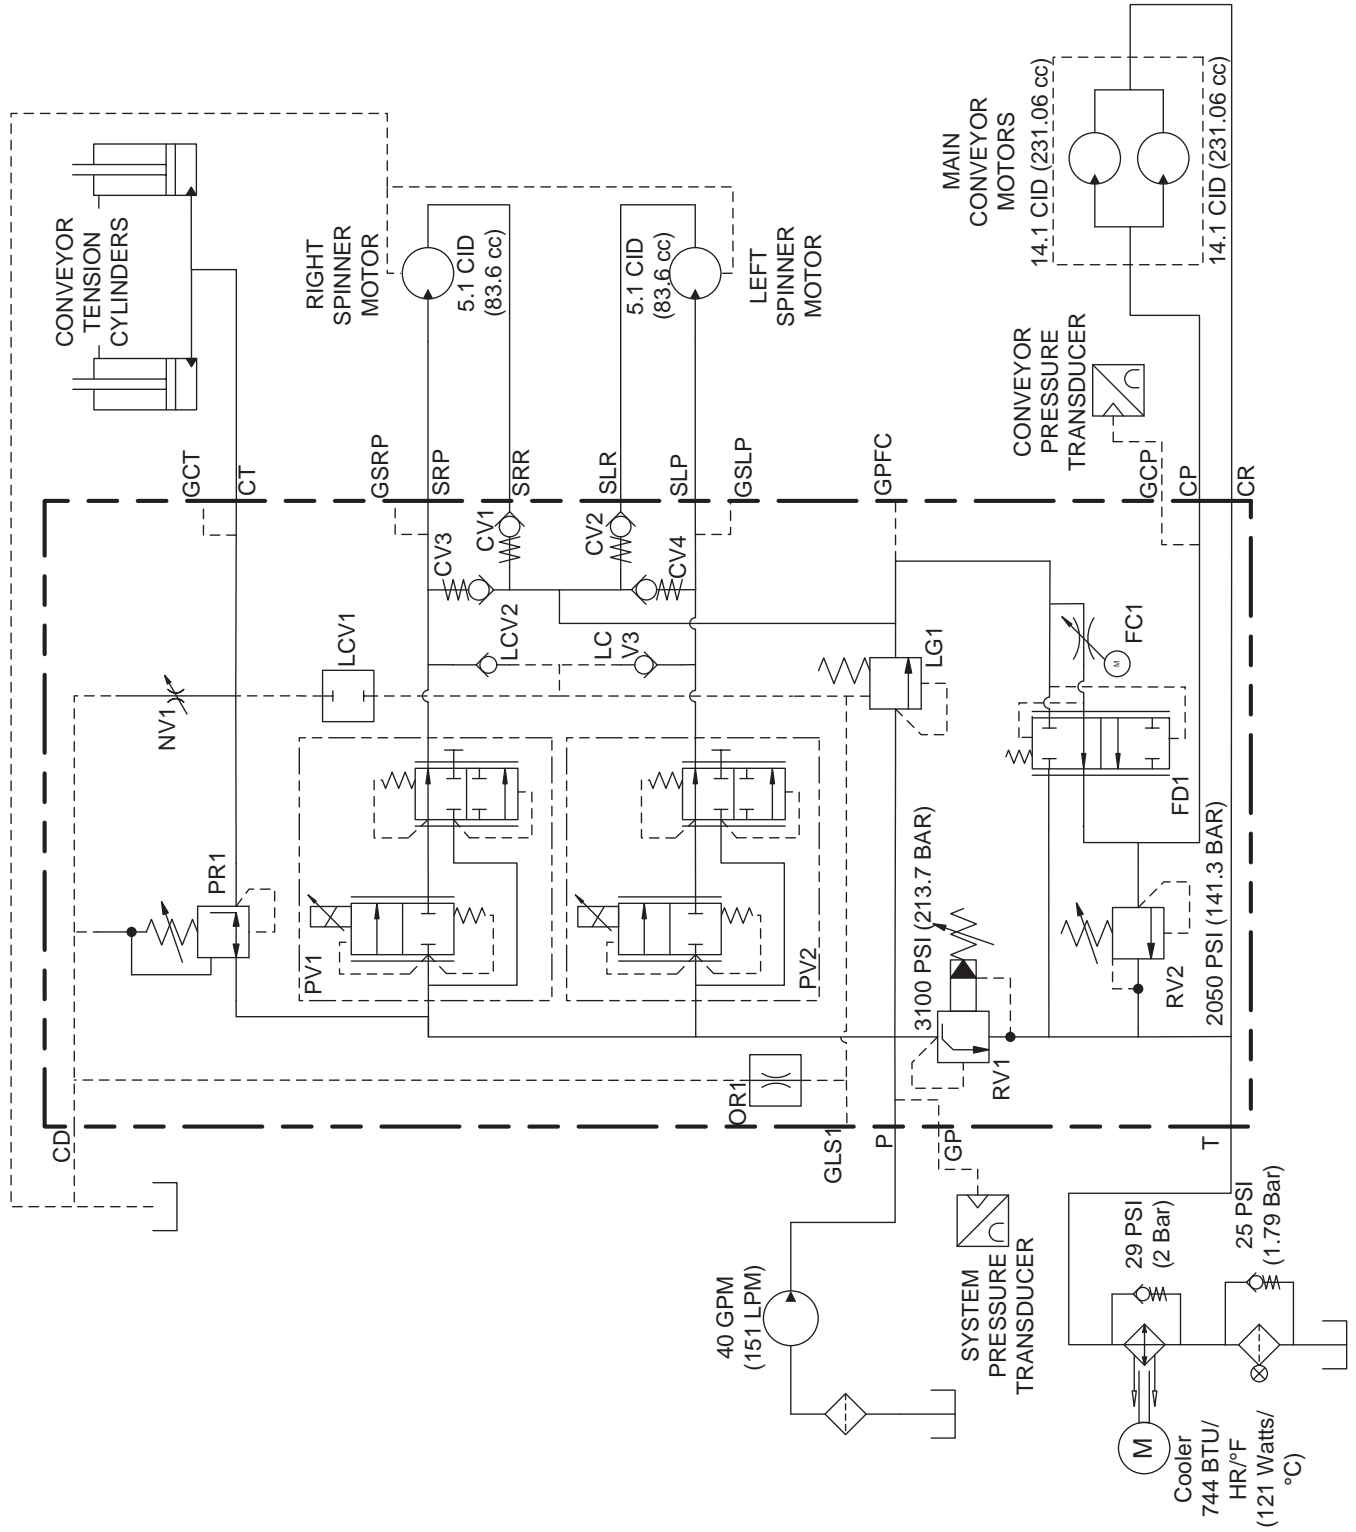 CONVEYOR
TENSION
CYLINDERS
RIGHT
SPINNER
MOTOR
5.1 CID
(83.6 cc)
5.1 CID
(83.6 cc)
LEFT
SPINNER
MOTOR
MAIN
CONVEYOR
MOTORS
14.1 CID (231.06 cc)
14.1 CID (231.06 cc)
CONVEYOR
PRESSURE
TRANSDUCER
GCT
CT
GSRP
SRP
SRR
SLR
SLP
GSLP
GPFC
GCP
CP
CR
CV3
CV1
CV2
CV4
LCV1
LCV2
LC
V3
LG1
FC1
M
NV1
PR1
PV1
PV2
FD1
3100 PSI (213.7 BAR)
RV1
RV2
2050 PSI (141.3 BAR)
OR1
CD
GLS1
P
GP
T
40 GPM
(151 LPM)
SYSTEM
PRESSURE
TRANSDUCER
29 PSI
(2 Bar)
25 PSI
(1.79 Bar)
M
Cooler
744 BTU/
HR/°F
(121 Watts/
°C)